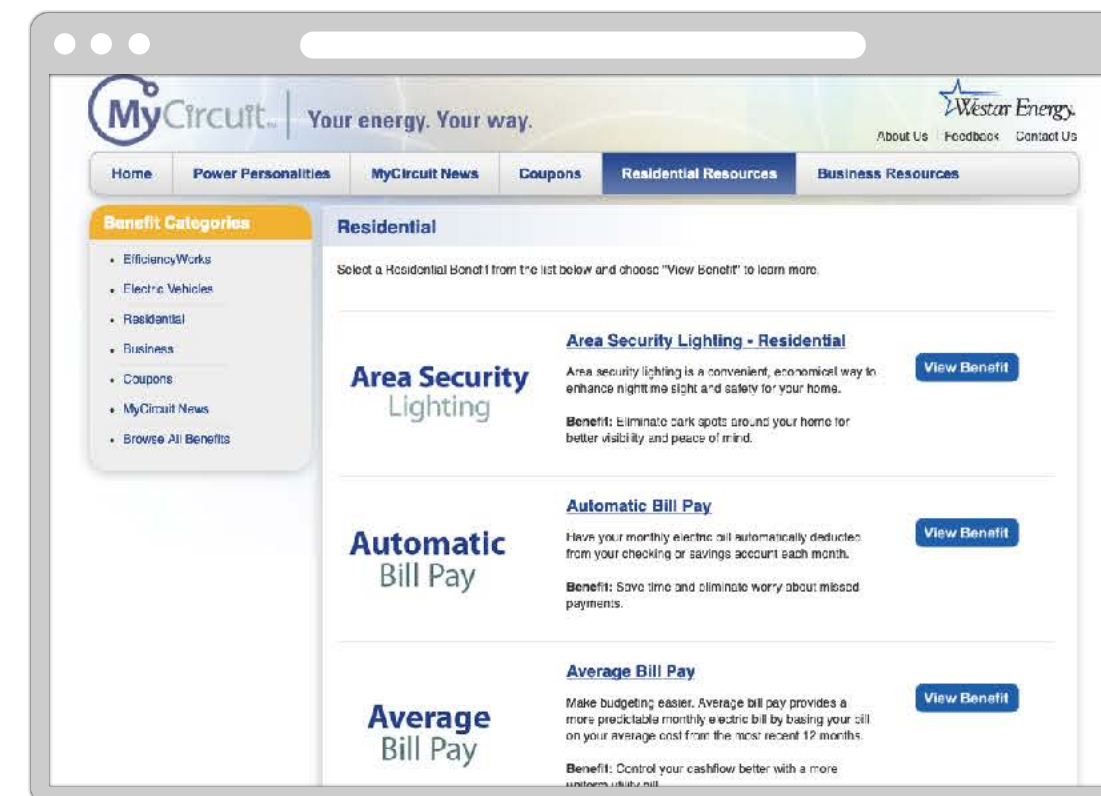 MyCircuit™ Your energy. Your way.
Westar Energy.
About Us Feedback Contact Us
Home Power Personalities MyCircuit News Coupons Residential Resources Business Resources
Benefit Categories
• EfficiencyWorks
• Electric Vehicles
• Residential
• Business
• Coupons
• MyCircuit News
• Browse All Benefits
Residential
Select a Residential Benefit from the list below and choose "View Benefit" to learn more.
Area Security
Lighting
Area Security Lighting - Residential
Area security lighting is a convenient, economical way to
enhance nighttime sight and safety for your home.
Benefit: Eliminate dark spots around your home for
better visibility and peace of mind.
View Benefit
Automatic
Bill Pay
Automatic Bill Pay
Have your monthly electric bill automatically deducted
from your checking or savings account each month.
Benefit: Save time and eliminate worry about missed
payments.
View Benefit
Average
Bill Pay
Average Bill Pay
Make budgeting easier. Average bill pay provides a
more predictable monthly electric bill by basing your bill
on your average cost from the most recent 12 months.
Benefit: Control your cashflow better with a more
uniform utility bill
View Benefit